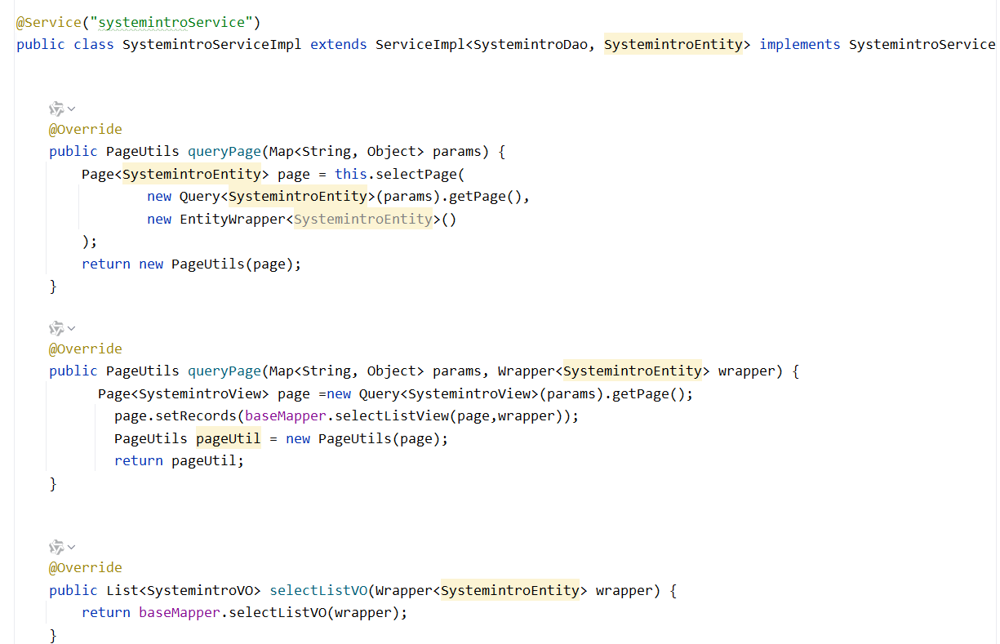 @Service("systemintroService")
public class SystemintroServiceImpl extends ServiceImpl<SystemintroDao, SystemintroEntity> implements SystemintroService
@Override
public PageUtils queryPage(Map<String, Object> params) {
Page<SystemintroEntity> page = this.selectPage(
new Query<SystemintroEntity>(params).getPage(),
new EntityWrapper<SystemintroEntity>()
);
return new PageUtils(page);
}
@Override
public PageUtils queryPage(Map<String, Object> params, Wrapper<SystemintroEntity> wrapper) {
Page<SystemintroView> page =new Query<SystemintroView>(params).getPage();
page.setRecords(baseMapper.selectListView(page,wrapper));
PageUtils pageUtil = new PageUtils(page);
return pageUtil;
}
@Override
public List<SystemintroVO> selectListVO(Wrapper<SystemintroEntity> wrapper) {
return baseMapper.selectListVO(wrapper);
}